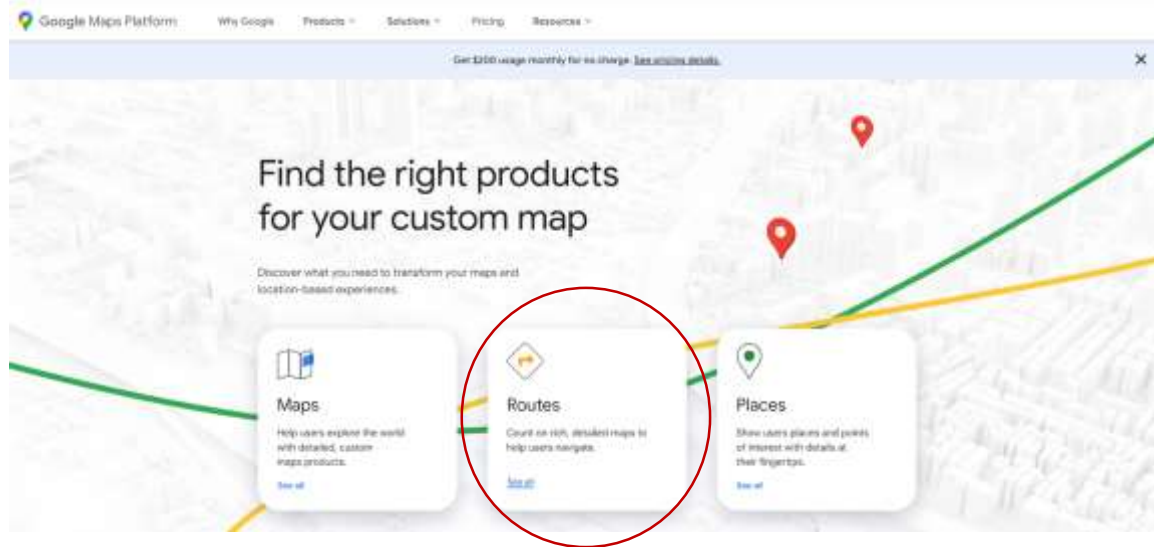 Google Maps Platform Why Google Products Solutions Pricing Resources
Get $200 usage monthly for no charge. See pricing details.
Find the right products
for your custom map
Discover what you need to transform your maps and
location-based experiences.
Maps
Help users explore the world
with detailed, custom
maps products.
See all
Routes
Count on rich, detailed maps to
help users navigate.
See all
Places
Show users places and points
of interest with details at
their fingertips.
See all